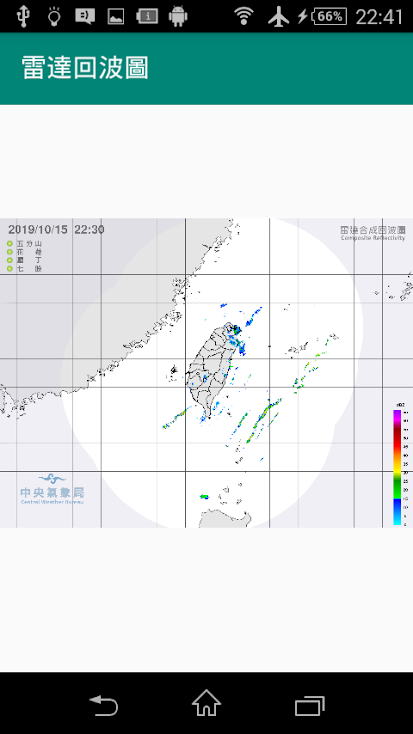 66% 22:41
雷達回波圖
2019/10/15 22:30
雷達合成回波圖
Composite Reflectivity
五分山
花 蓮
墾 丁
七 股
dBZ
中央氣象局
Central Weather Bureau